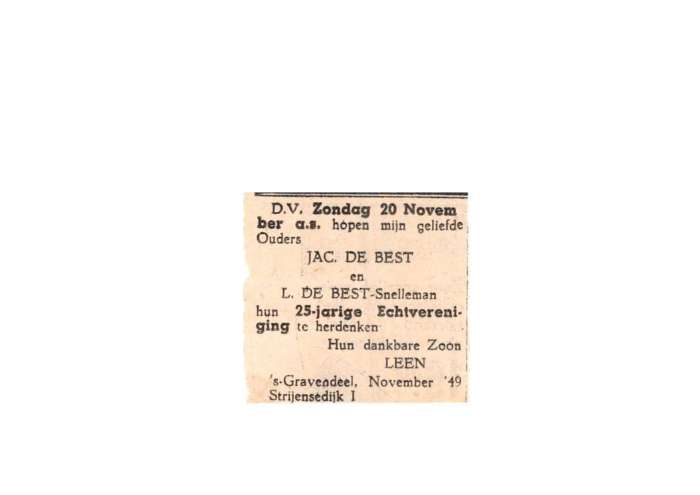 D.V. Zondag 20 Novem
ber a.s. hopen mijn geliefde
Ouders
JAC. DE BEST
en
L. DE BEST-Snelleman
hun 25-jarige Echtvereni-
ging te herdenken
Hun dankbare Zoon
LEEN
's-Gravendeel, November '49
Strijensedijk 1